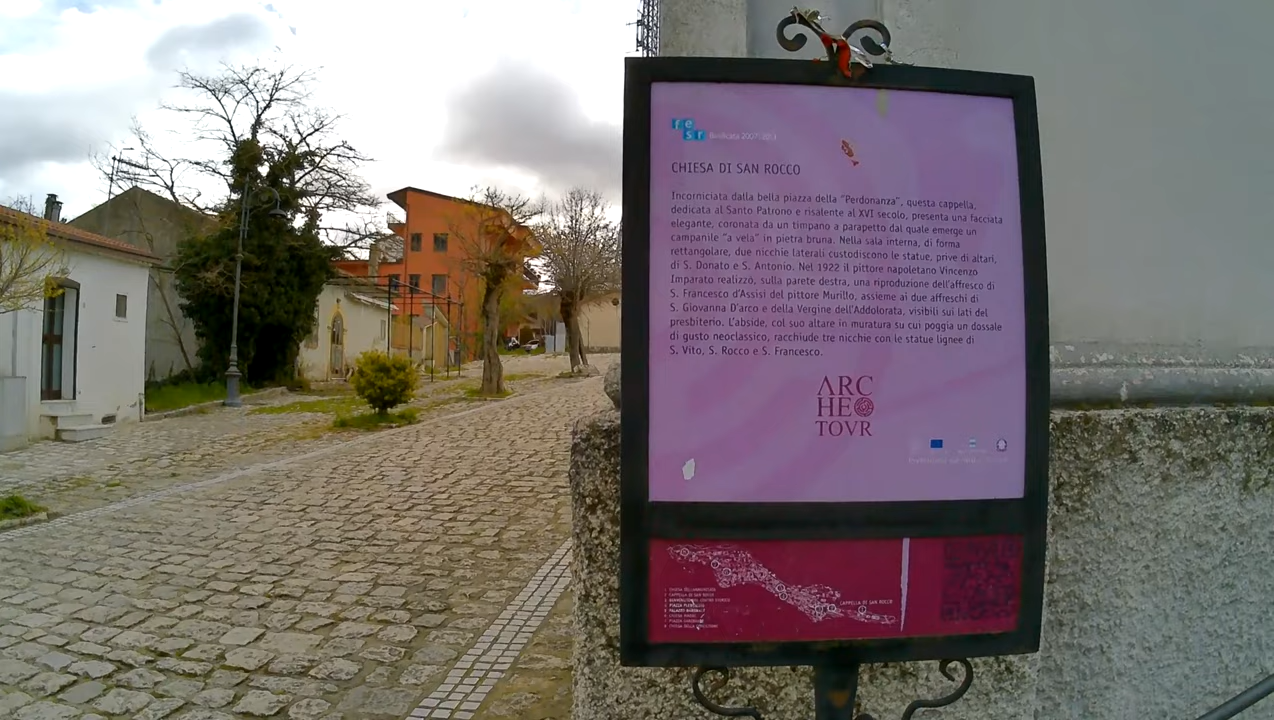 fe
sr Basilicata 2007-2013
CHIESA DI SAN ROCCO
Incorniciata dalla bella piazza della "Perdonanza", questa cappella,
dedicata al Santo Patrono e risalente al XVI secolo, presenta una facciata
elegante, coronata da un timpano a parapetto dal quale emerge un
campanile "a vela" in pietra bruna. Nella sala interna, di forma
rettangolare, due nicchie laterali custodiscono le statue, prive di altari,
di S. Donato e S. Antonio. Nel 1922 il pittore napoletano Vincenzo
Imparato realizzò, sulla parete destra, una riproduzione dell'affresco di
S. Francesco d'Assisi del pittore Murillo, assieme ai due affreschi di
S. Giovanna D'arco e della Vergine dell'Addolorata, visibili sui lati del
presbiterio. L'abside, col suo altare in muratura su cui poggia un dossale
di gusto neoclassico, racchiude tre nicchie con le statue lignee di
S. Vito, S. Rocco e S. Francesco.
ARC
HEO
TOVR
CAPPELLA DI SAN ROCCO